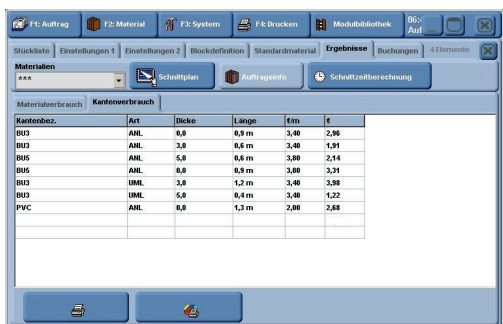 F1: Auftrag F2: Material F3: System F4: Drucken Modulbibliothek 06:
Auf
Stückliste Einstellungen 1 Einstellungen 2 Blockdefinition Standardmaterial Ergebnisse Buchungen 4 Elemente
Materialien
*** Schnittplan Auftragsinfo Schnittzeitberechnung
Materialverbrauch Kantenverbrauch
Kantenbez. Art Dicke Länge €/m €
BU3 ANL 0,0 0,9 m 3,40 2,96
BU3 ANL 3,0 0,6 m 3,40 1,91
BU5 ANL 5,0 0,6 m 3,80 2,14
BU5 ANL 0,0 0,9 m 3,80 3,31
BU3 UML 3,0 1,2 m 3,40 3,98
BU3 UML 5,0 0,4 m 3,40 1,22
PVC ANL 0,0 1,3 m 2,00 2,68